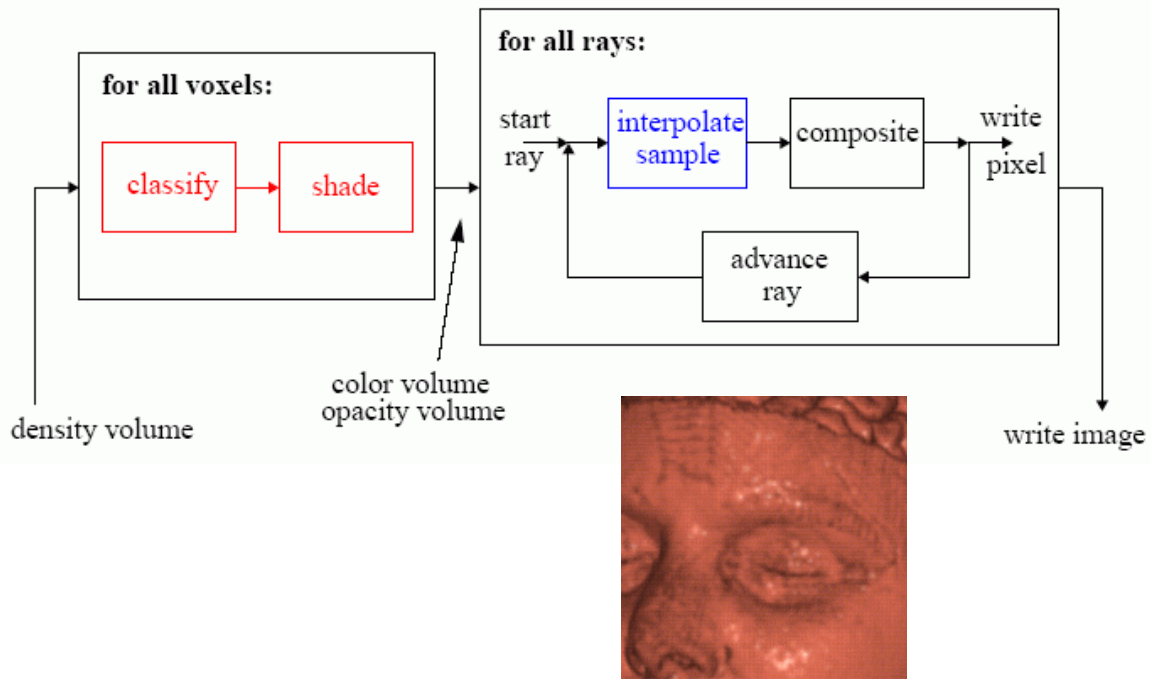 for all rays:
for all voxels:
start
ray
interpolate
sample
composite
write
pixel
classify
shade
advance
ray
color volume
opacity volume
density volume
write image